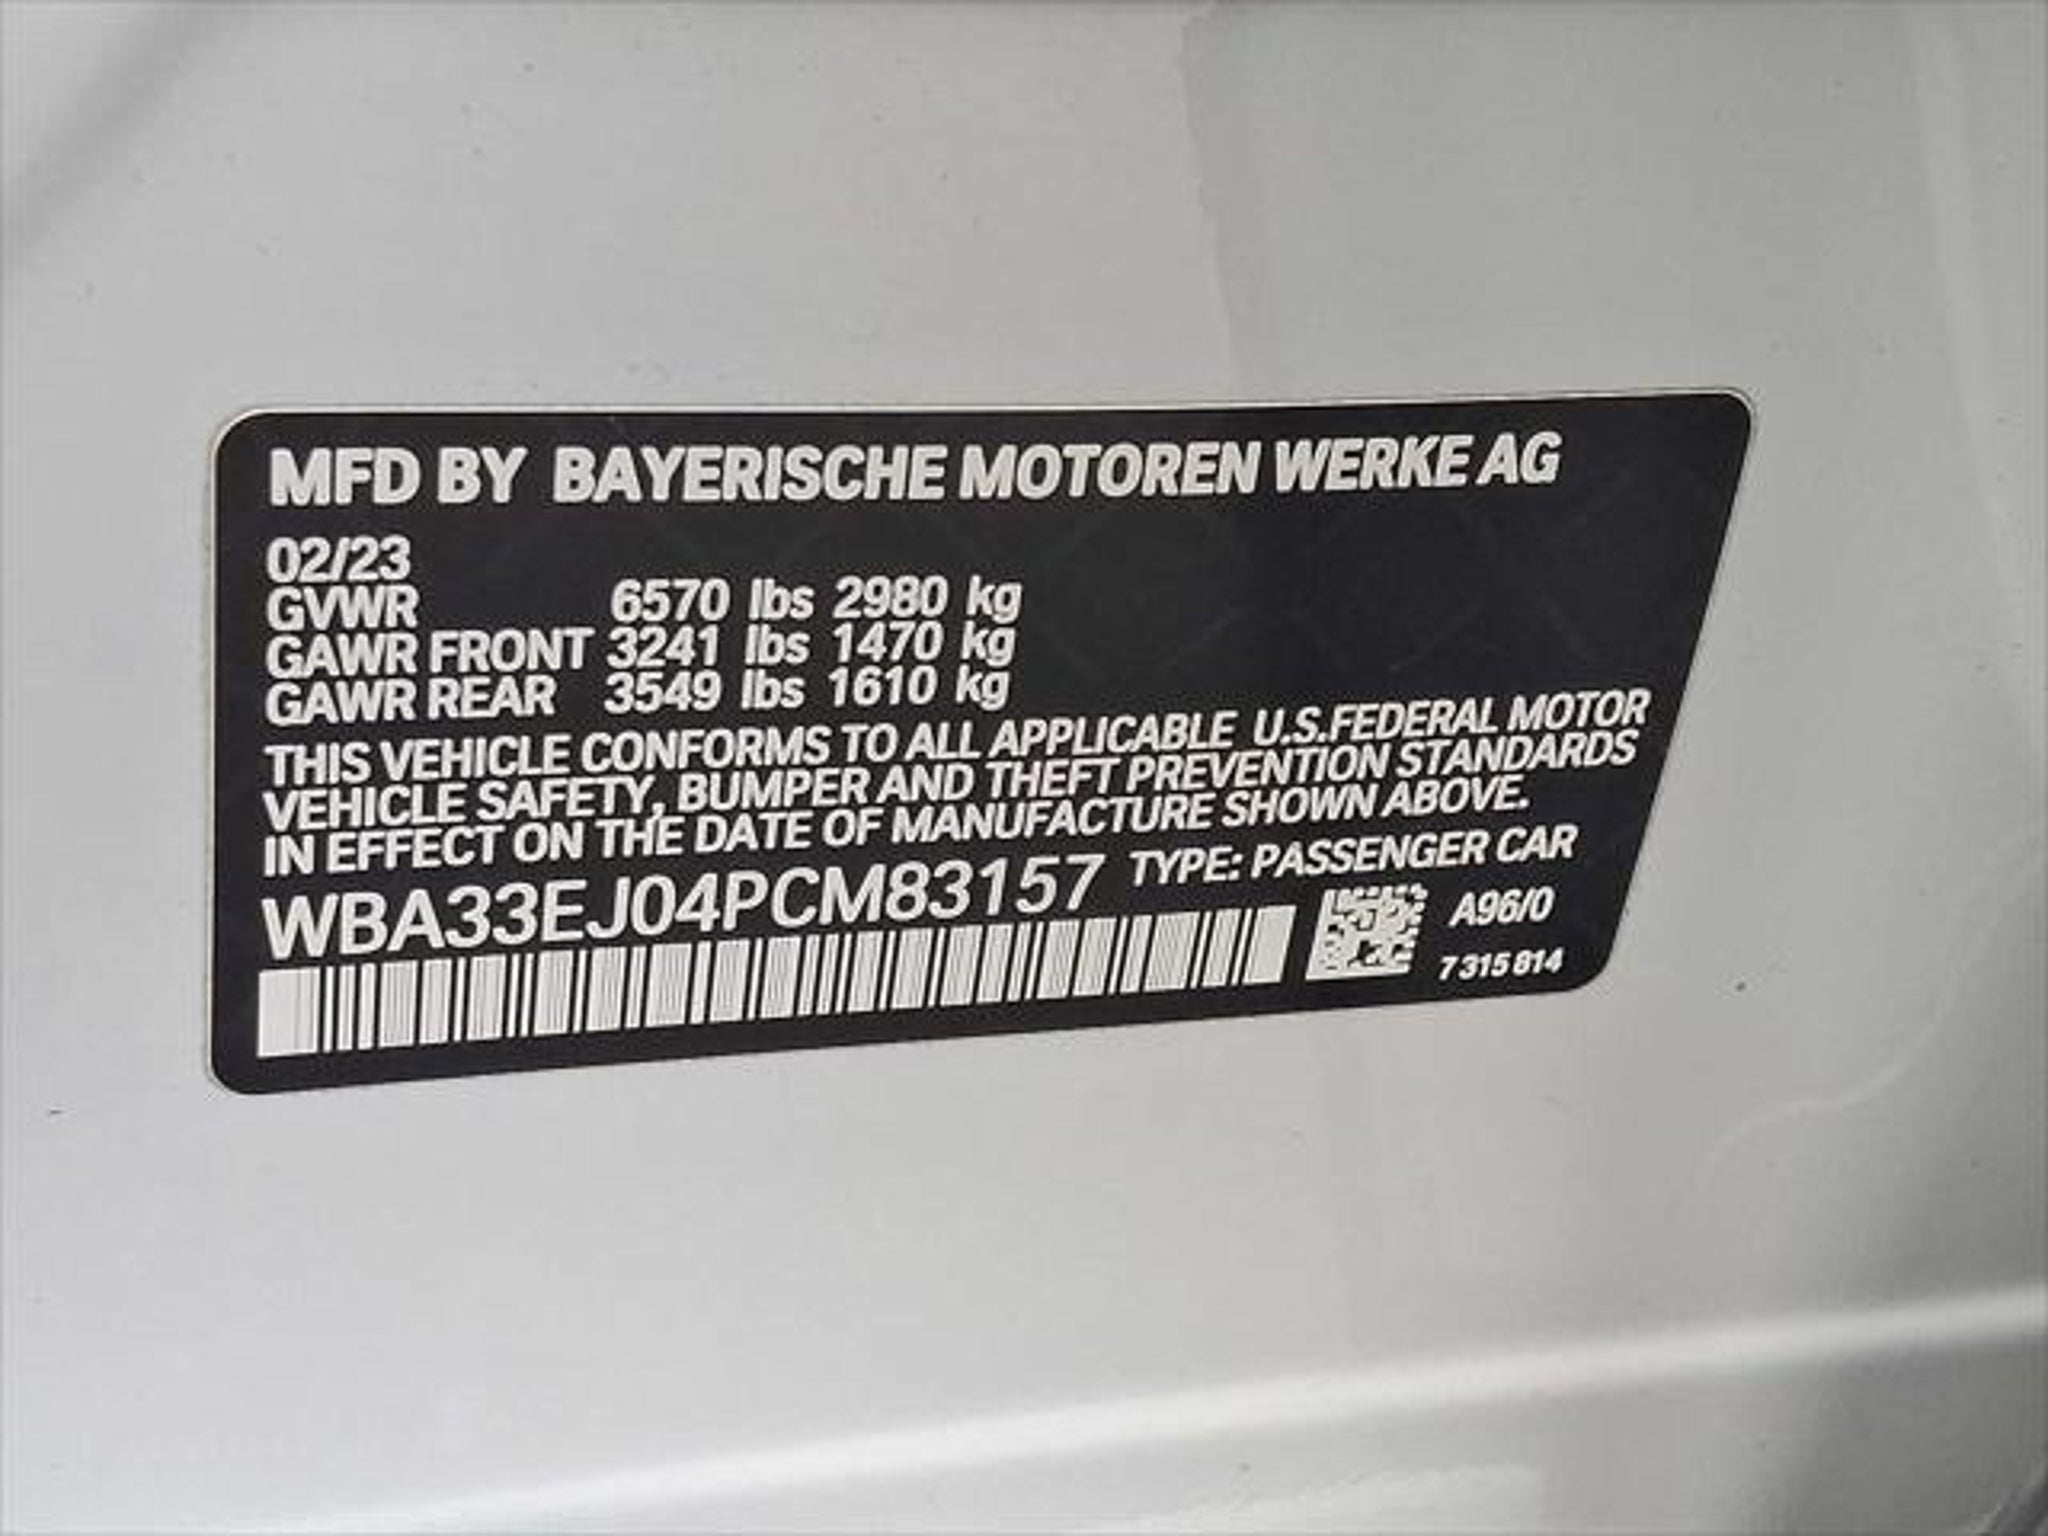 MFD BY BAYERISCHE MOTOREN WERKE AG
02/23
GVWR 6570 lbs 2980 kg
GAWR FRONT 3241 lbs 1470 kg
GAWR REAR 3549 lbs 1610 kg
THIS VEHICLE CONFORMS TO ALL APPLICABLE U.S.FEDERAL MOTOR
VEHICLE SAFETY, BUMPER AND THEFT PREVENTION STANDARDS
IN EFFECT ON THE DATE OF MANUFACTURE SHOWN ABOVE.
WBA33EJ04PCM83157 TYPE: PASSENGER CAR
A96/0
7 315 814